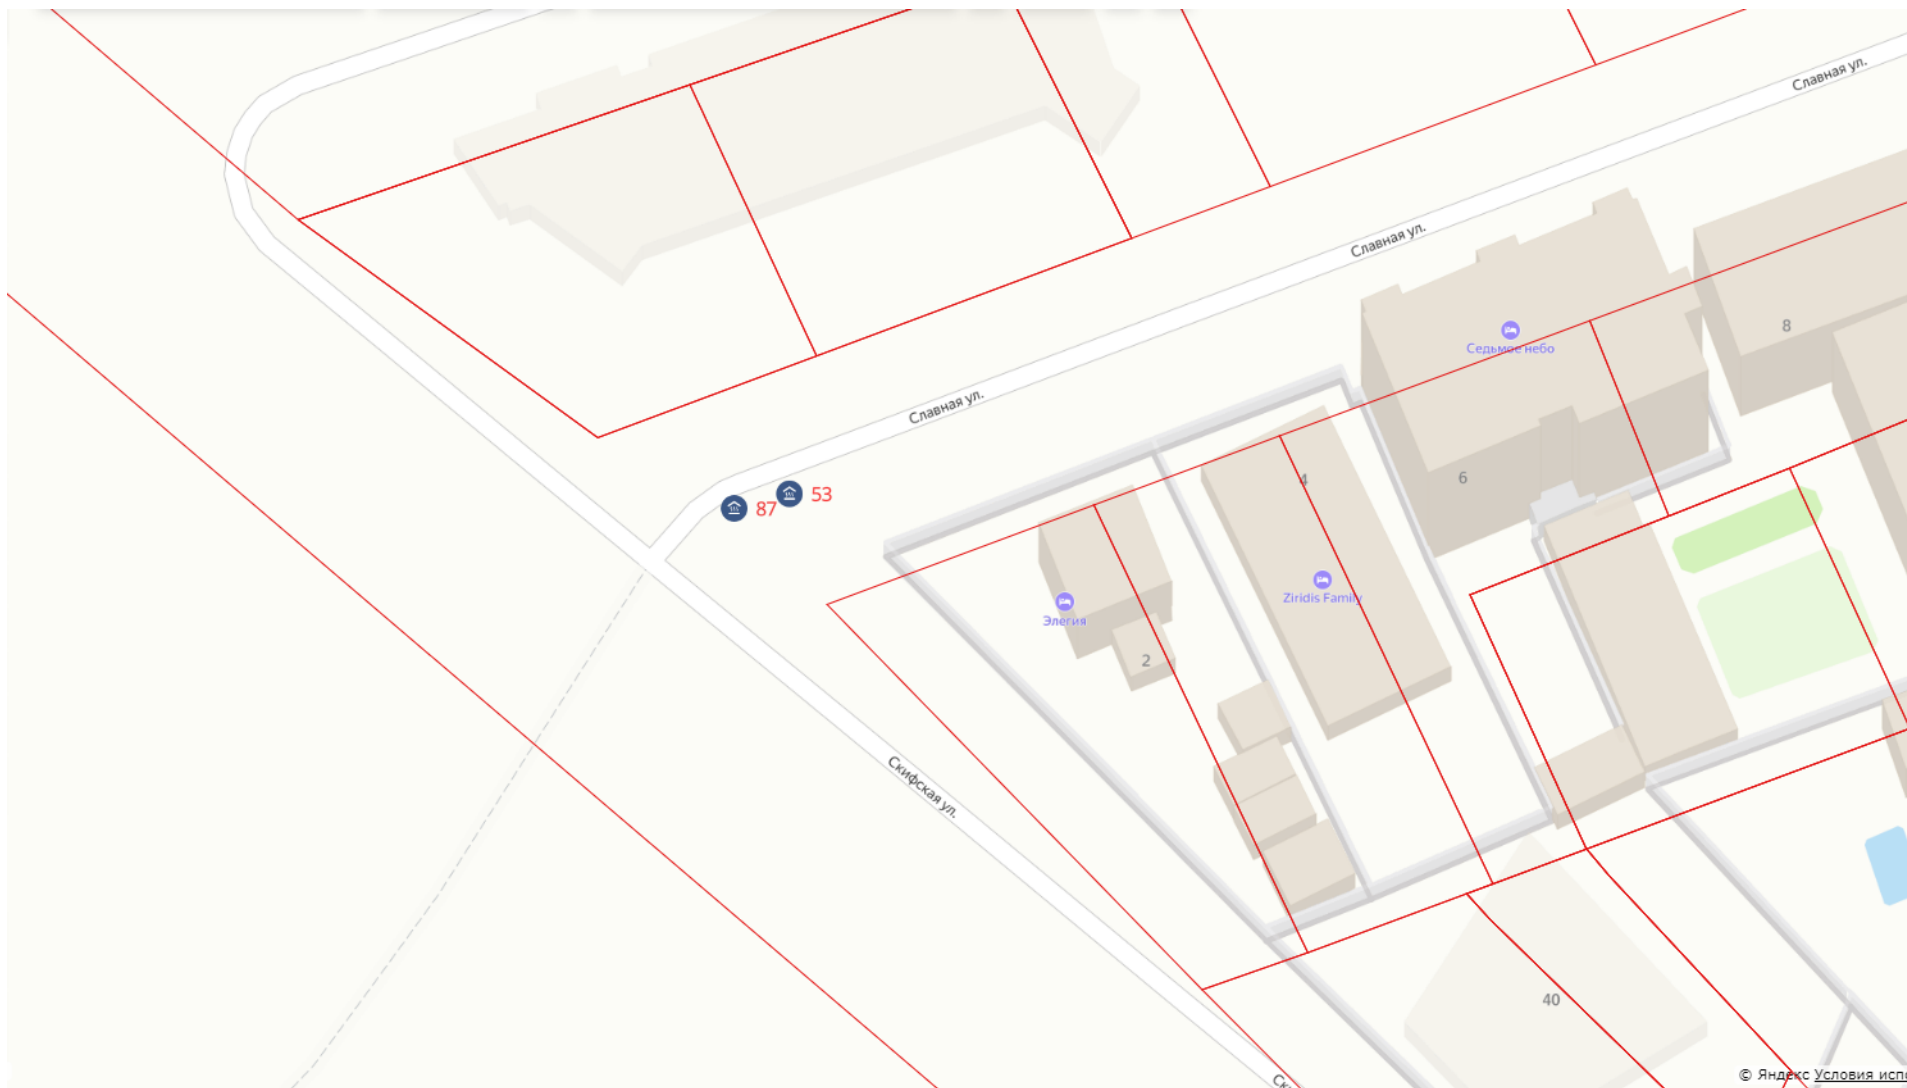 Славная ул.
Славная ул.
Седьмое небо
8
Славная ул.
87
53
4
6
Ziridis Family
Элегия
2
Скифская ул.
40
© Яндекс Условия испо